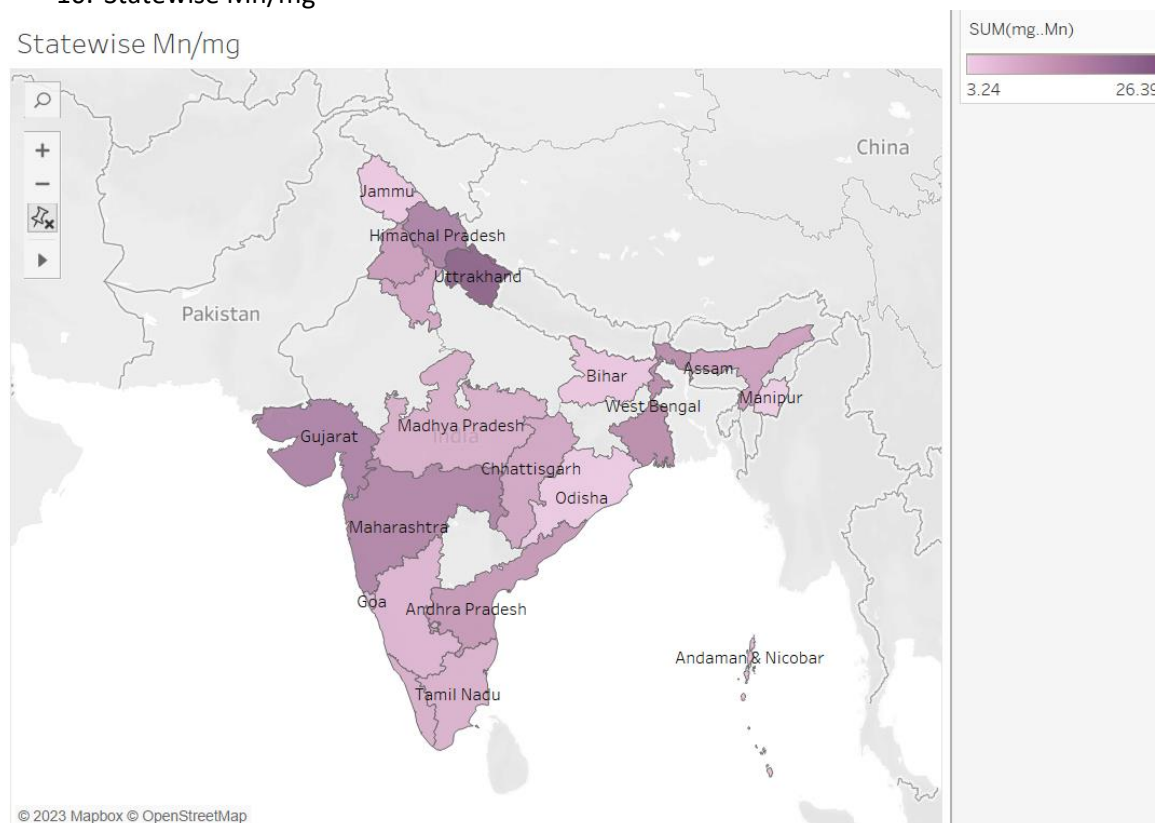 Statewise Mn/mg
SUM(mg..Mn)
3.24 26.39
China
Jammu
Himachal Pradesh
Uttrakhand
Pakistan
Bihar
Assam
Manipur
West Bengal
Gujarat
Madhya Pradesh
India
Chhattisgarh
Odisha
Maharashtra
Goa
Andhra Pradesh
Andaman & Nicobar
Tamil Nadu
© 2023 Mapbox © OpenStreetMap